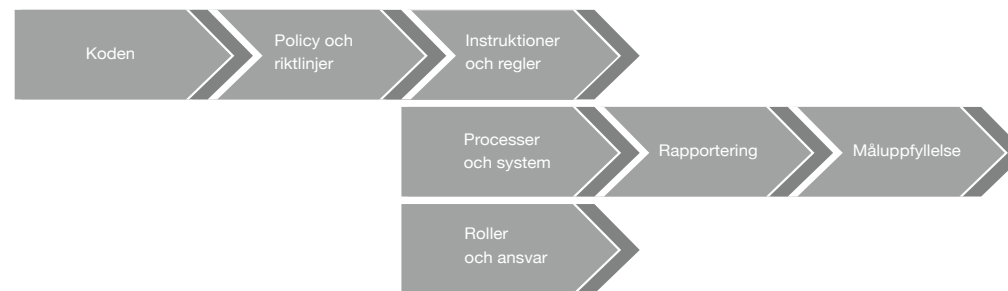 Koden
Policy och
riktlinjer
Instruktioner
och regler
Processer
och system
Rapportering
Måluppfyllelse
Roller
och ansvar